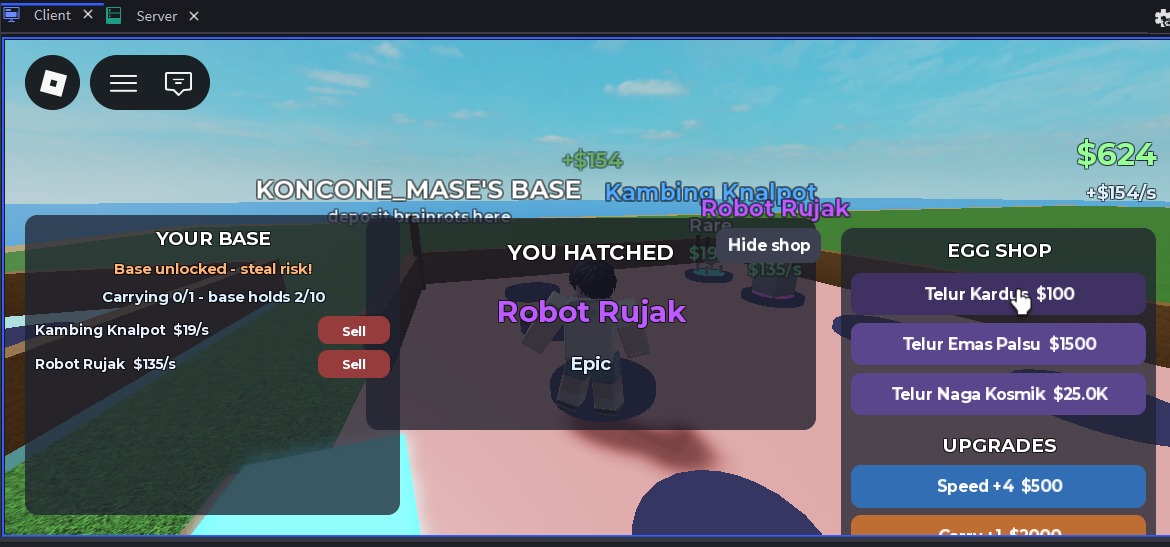 Client
Server
$624
+$154/s
+$154
KONCONE_MASE'S BASE
deposit brainrots here
Kambing Knalpot
Robot Rujak
Rare
$135/s
YOUR BASE
Base unlocked - steal risk!
Carrying 0/1 - base holds 2/10
Kambing Knalpot $19/s
Sell
Robot Rujak $135/s
Sell
YOU HATCHED
Robot Rujak
Epic
Hide shop
EGG SHOP
Telur Kardus $100
Telur Emas Palsu $1500
Telur Naga Kosmik $25.0K
UPGRADES
Speed +4 $500
Carry +1 $2000